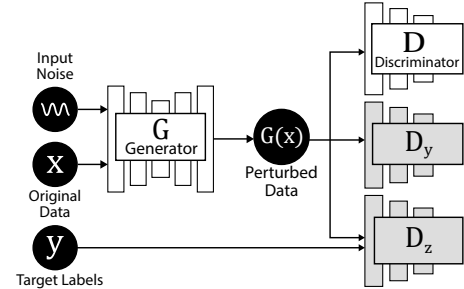 Input
Noise
X
Original
Data
y
Target Labels
G
Generator
G(x)
Perturbed
Data
D
Discriminator
D_y
D_z